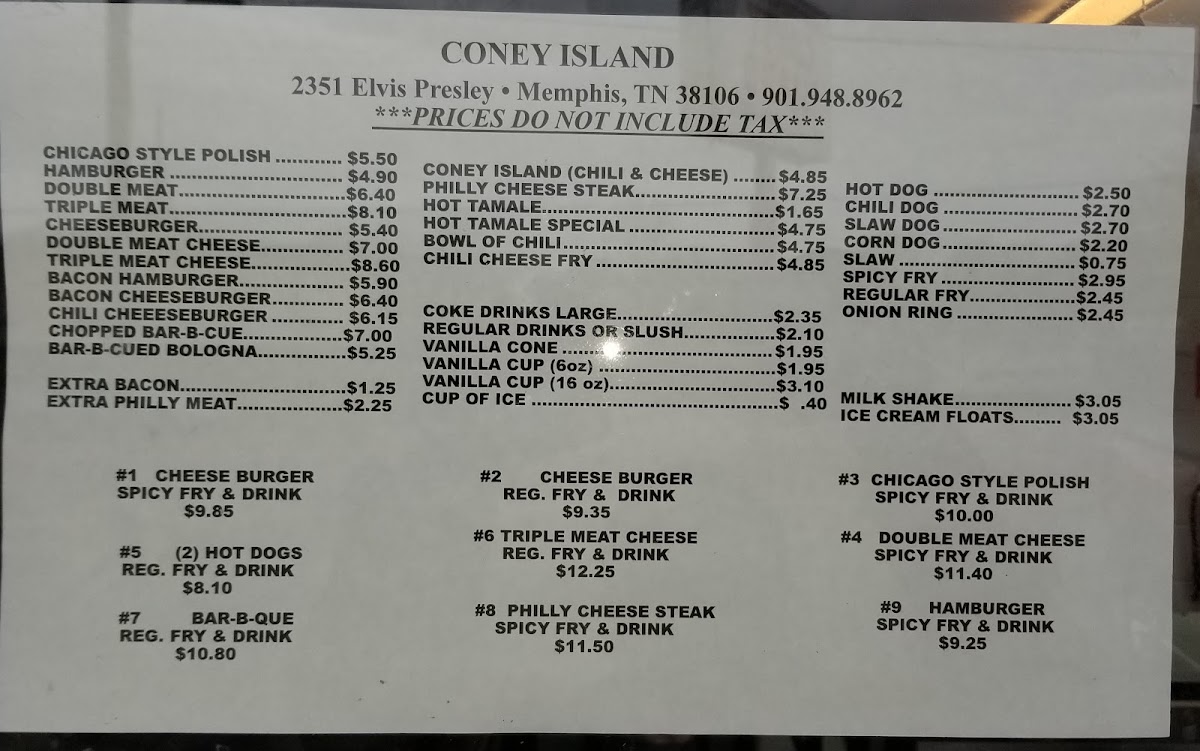 CONEY ISLAND
2351 Elvis Presley • Memphis, TN 38106 • 901.948.8962
***PRICES DO NOT INCLUDE TAX***
CHICAGO STYLE POLISH ............ $5.50
HAMBURGER .............................. $4.90
DOUBLE MEAT............................. $6.40
TRIPLE MEAT............................... $8.10
CHEESEBURGER......................... $5.40
DOUBLE MEAT CHEESE............... $7.00
TRIPLE MEAT CHEESE..................$8.60
BACON HAMBURGER................... $5.90
BACON CHEESEBURGER............. $6.40
CHILI CHEEESEBURGER ............. $6.15
CHOPPED BAR-B-CUE..................$7.00
BAR-B-CUED BOLOGNA...............$5.25
EXTRA BACON.............................$1.25
EXTRA PHILLY MEAT...................$2.25
CONEY ISLAND (CHILI & CHEESE) ........$4.85
PHILLY CHEESE STEAK.........................$7.25
HOT TAMALE..........................................$1.65
HOT TAMALE SPECIAL ..........................$4.75
BOWL OF CHILI......................................$4.75
CHILI CHEESE FRY ................................$4.85
COKE DRINKS LARGE............................$2.35
REGULAR DRINKS OR SLUSH................$2.10
VANILLA CONE ......................................$1.95
VANILLA CUP (6oz) ................................$1.95
VANILLA CUP (16 oz)..............................$3.10
CUP OF ICE ............................................$ .40
HOT DOG ........................... $2.50
CHILI DOG ......................... $2.70
SLAW DOG......................... $2.70
CORN DOG......................... $2.20
SLAW ................................. $0.75
SPICY FRY ......................... $2.95
REGULAR FRY.................... $2.45
ONION RING ...................... $2.45
MILK SHAKE..................... $3.05
ICE CREAM FLOATS......... $3.05
#1 CHEESE BURGER
SPICY FRY & DRINK
$9.85
#2 CHEESE BURGER
REG. FRY & DRINK
$9.35
#3 CHICAGO STYLE POLISH
SPICY FRY & DRINK
$10.00
#5 (2) HOT DOGS
REG. FRY & DRINK
$8.10
#6 TRIPLE MEAT CHEESE
REG. FRY & DRINK
$12.25
#4 DOUBLE MEAT CHEESE
SPICY FRY & DRINK
$11.40
#7 BAR-B-QUE
REG. FRY & DRINK
$10.80
#8 PHILLY CHEESE STEAK
SPICY FRY & DRINK
$11.50
#9 HAMBURGER
SPICY FRY & DRINK
$9.25